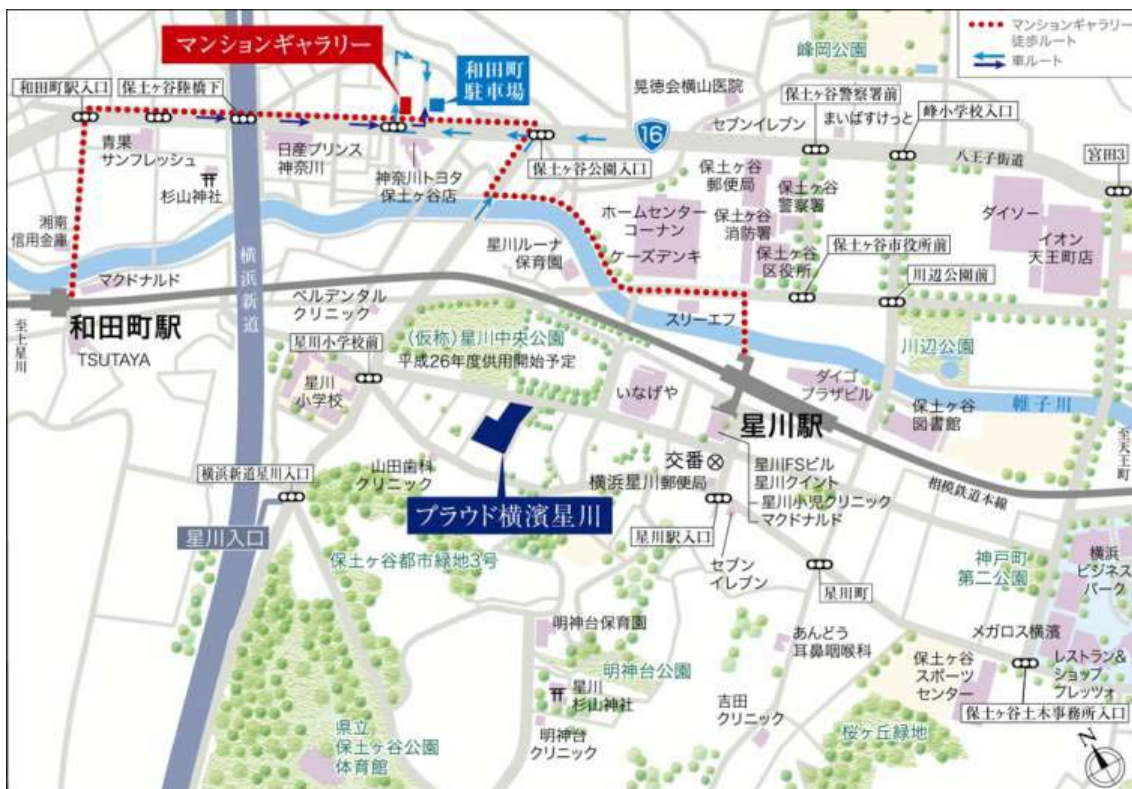 マンションギャラリー
徒歩ルート
車ルート
峰岡公園
マンションギャラリー
和田町
駐車場
晃徳会横山医院
和田町駅入口
保土ヶ谷陸橋下
保土ヶ谷警察署前
セブンイレブン
まいばすけっと
峰小学校入口
16
青果
サンフレッシュ
日産プリンス
神奈川
神奈川トヨタ
保土ヶ谷店
保土ヶ谷公園入口
八王子街道
宮田3
杉山神社
保土ヶ谷
郵便局
保土ヶ谷
警察署
湘南
信用金庫
ホームセンター
コーナン
保土ヶ谷
消防署
ダイソー
イオン
天王町店
横浜新道
星川ルーナ
保育園
ケーズデンキ
保土ヶ谷
区役所
保土ヶ谷市役所前
川辺公園前
マクドナルド
ベルデンタル
クリニック
スリーエフ
和田町駅
至上星川
TSUTAYA
星川小学校前
(仮称)星川中央公園
平成26年度供用開始予定
川辺公園
星川
小学校
いなげや
ダイゴ
プラザビル
帷子川
星川駅
保土ヶ谷
図書館
至天王町
横浜新道星川入口
山田歯科
クリニック
交番
横浜星川郵便局
星川FSビル
星川クイント
星川小児クリニック
マクドナルド
相模鉄道本線
プラウド横濱星川
星川入口
星川駅入口
保土ヶ谷都市緑地3号
セブン
イレブン
星川町
神戸町
第二公園
横浜
ビジネス
パーク
明神台保育園
あんどう
耳鼻咽喉科
メガロス横濱
明神台公園
保土ヶ谷
スポーツ
センター
レストラン&
ショップ
フレッツォ
星川
杉山神社
吉田
クリニック
保土ヶ谷土木事務所入口
県立
保土ヶ谷公園
体育館
明神台
クリニック
桜ヶ丘緑地
N